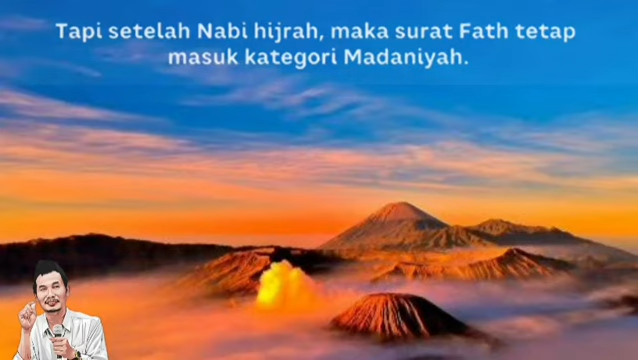 Tapi setelah Nabi hijrah, maka surat Fath tetap
masuk kategori Madaniyah.